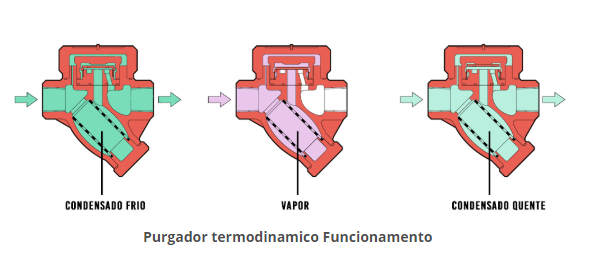 CONDENSADO FRIO
VAPOR
CONDENSADO QUENTE
Purgador termodinamico Funcionamento